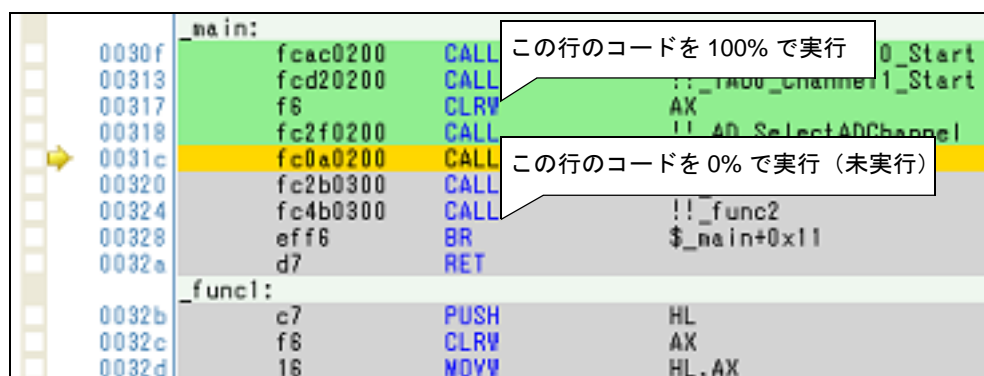 _main:
0030f fcac0200 CALL 0_Start
この行のコードを 100% で実行
00313 fcd20200 CALL !!_TAU0_Channel1_Start
00317 f6 CLRW AX
00318 fc2f0200 CALL !!_AD_SelectADChannel
0031c fc0a0200 CALL
この行のコードを 0% で実行（未実行）
00320 fc2b0300 CALL
00324 fc4b0300 CALL !!_func2
00328 eff6 BR $_main+0x11
0032a d7 RET
_func1:
0032b c7 PUSH HL
0032c f6 CLRW AX
0032d 16 MOVW HL,AX